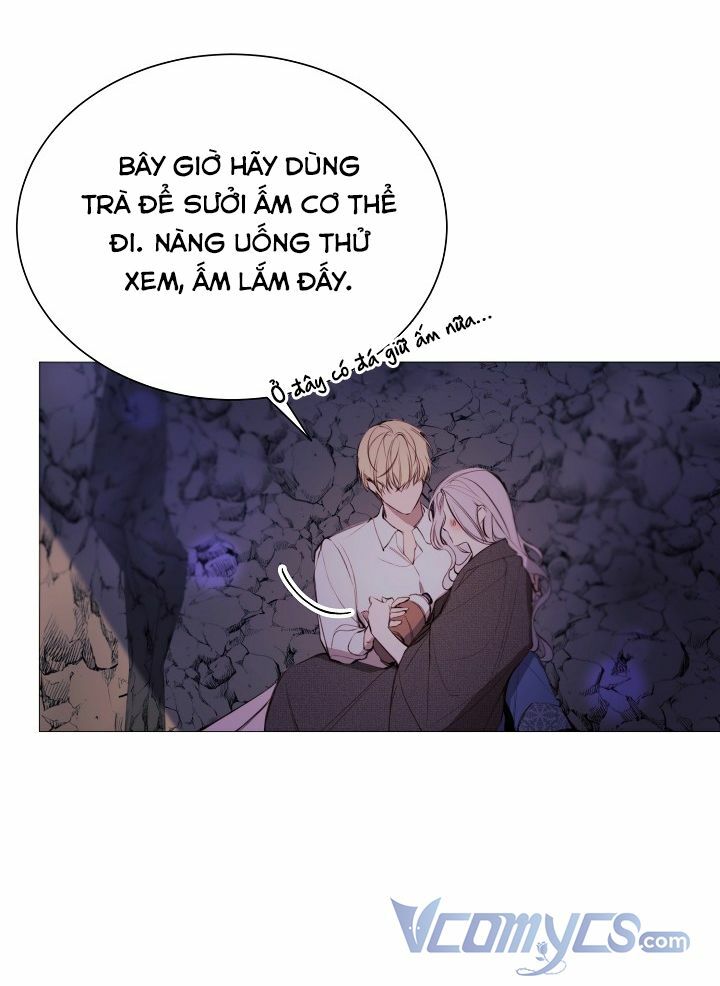 BÂY GIỜ HÃY DÙNG
TRÀ ĐỂ SƯỞI ẤM CƠ THỂ
ĐI. NÀNG UỐNG THỬ
XEM, ẤM LẮM ĐẤY.
Ở đây có đá giữ ấm nữa...
VCOMYCS.com